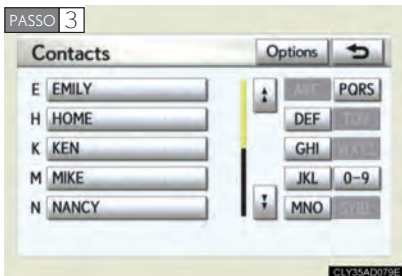 PASSO 3
Contacts Options
E EMILY ABC PQRS
H HOME DEF TUV
K KEN GHI WXYZ
M MIKE JKL 0-9
N NANCY MNO SYM.
CLY35AD079E